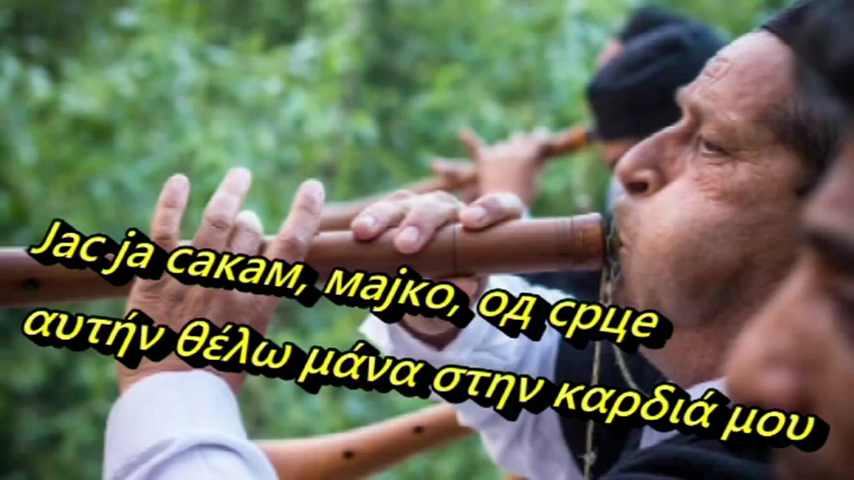 Јас ја сакам, мајко, од срце
αυτήν θέλω μάνα στην καρδιά μου